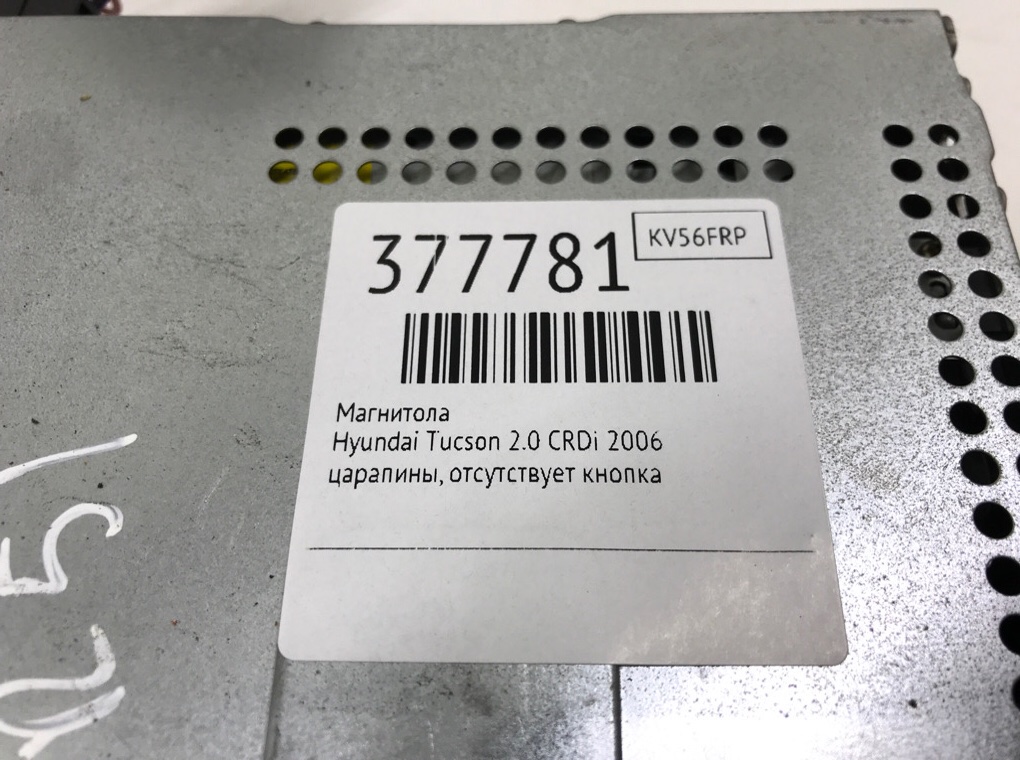 377781
KV56FRP
Магнитола
Hyundai Tucson 2.0 CRDi 2006
царапины, отсутствует кнопка